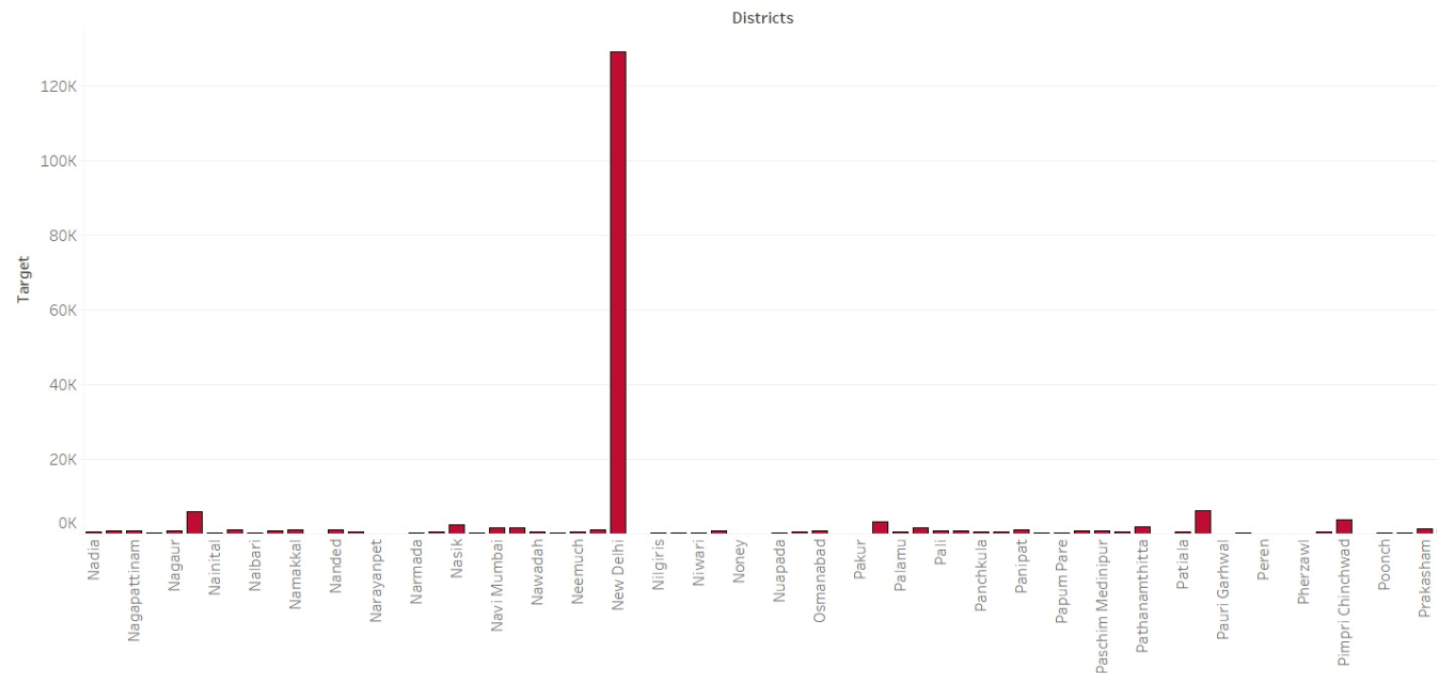 Districts
120K
100K
80K
60K
40K
20K
0K
Target
Nadia
Nagapattinam
Nagaur
Nainital
Nalbari
Namakkal
Nanded
Narayanpet
Narmada
Nasik
Navi Mumbai
Nawadah
Neemuch
New Delhi
Nilgiris
Niwari
Noney
Nuapada
Osmanabad
Pakur
Palamu
Pali
Panchkula
Panipat
Papum Pare
Paschim Medinipur
Pathanamthitta
Patiala
Pauri Garhwal
Peren
Pherzawl
Pimpri Chinchwad
Poonch
Prakasham